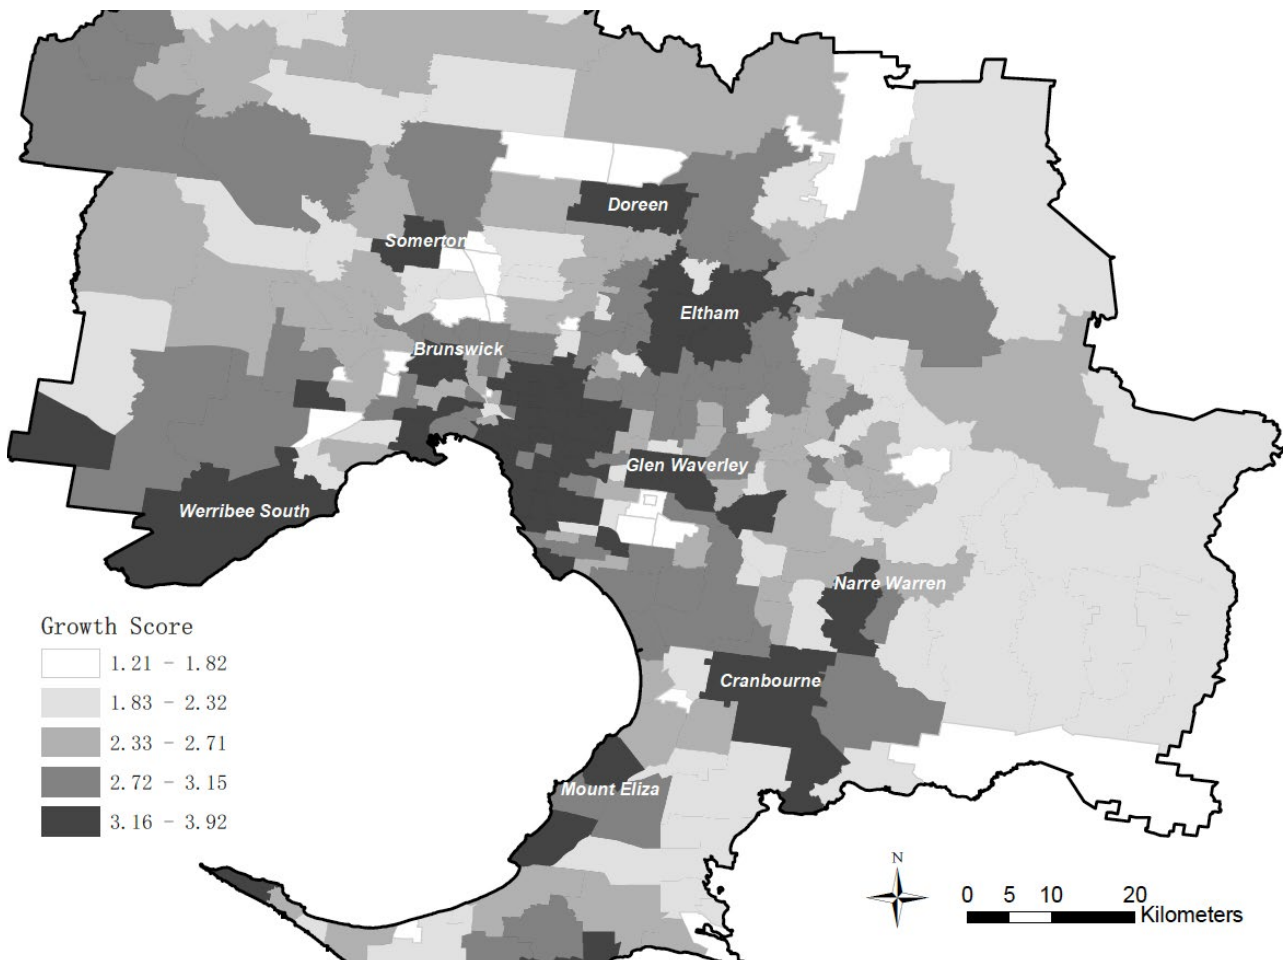 Doreen
Somerton
Eltham
Brunswick
Glen Waverley
Werribee South
Narre Warren
Growth Score
1.21 - 1.82
1.83 - 2.32
2.33 - 2.71
2.72 - 3.15
3.16 - 3.92
Cranbourne
Mount Eliza
N
0 5 10 20
Kilometers